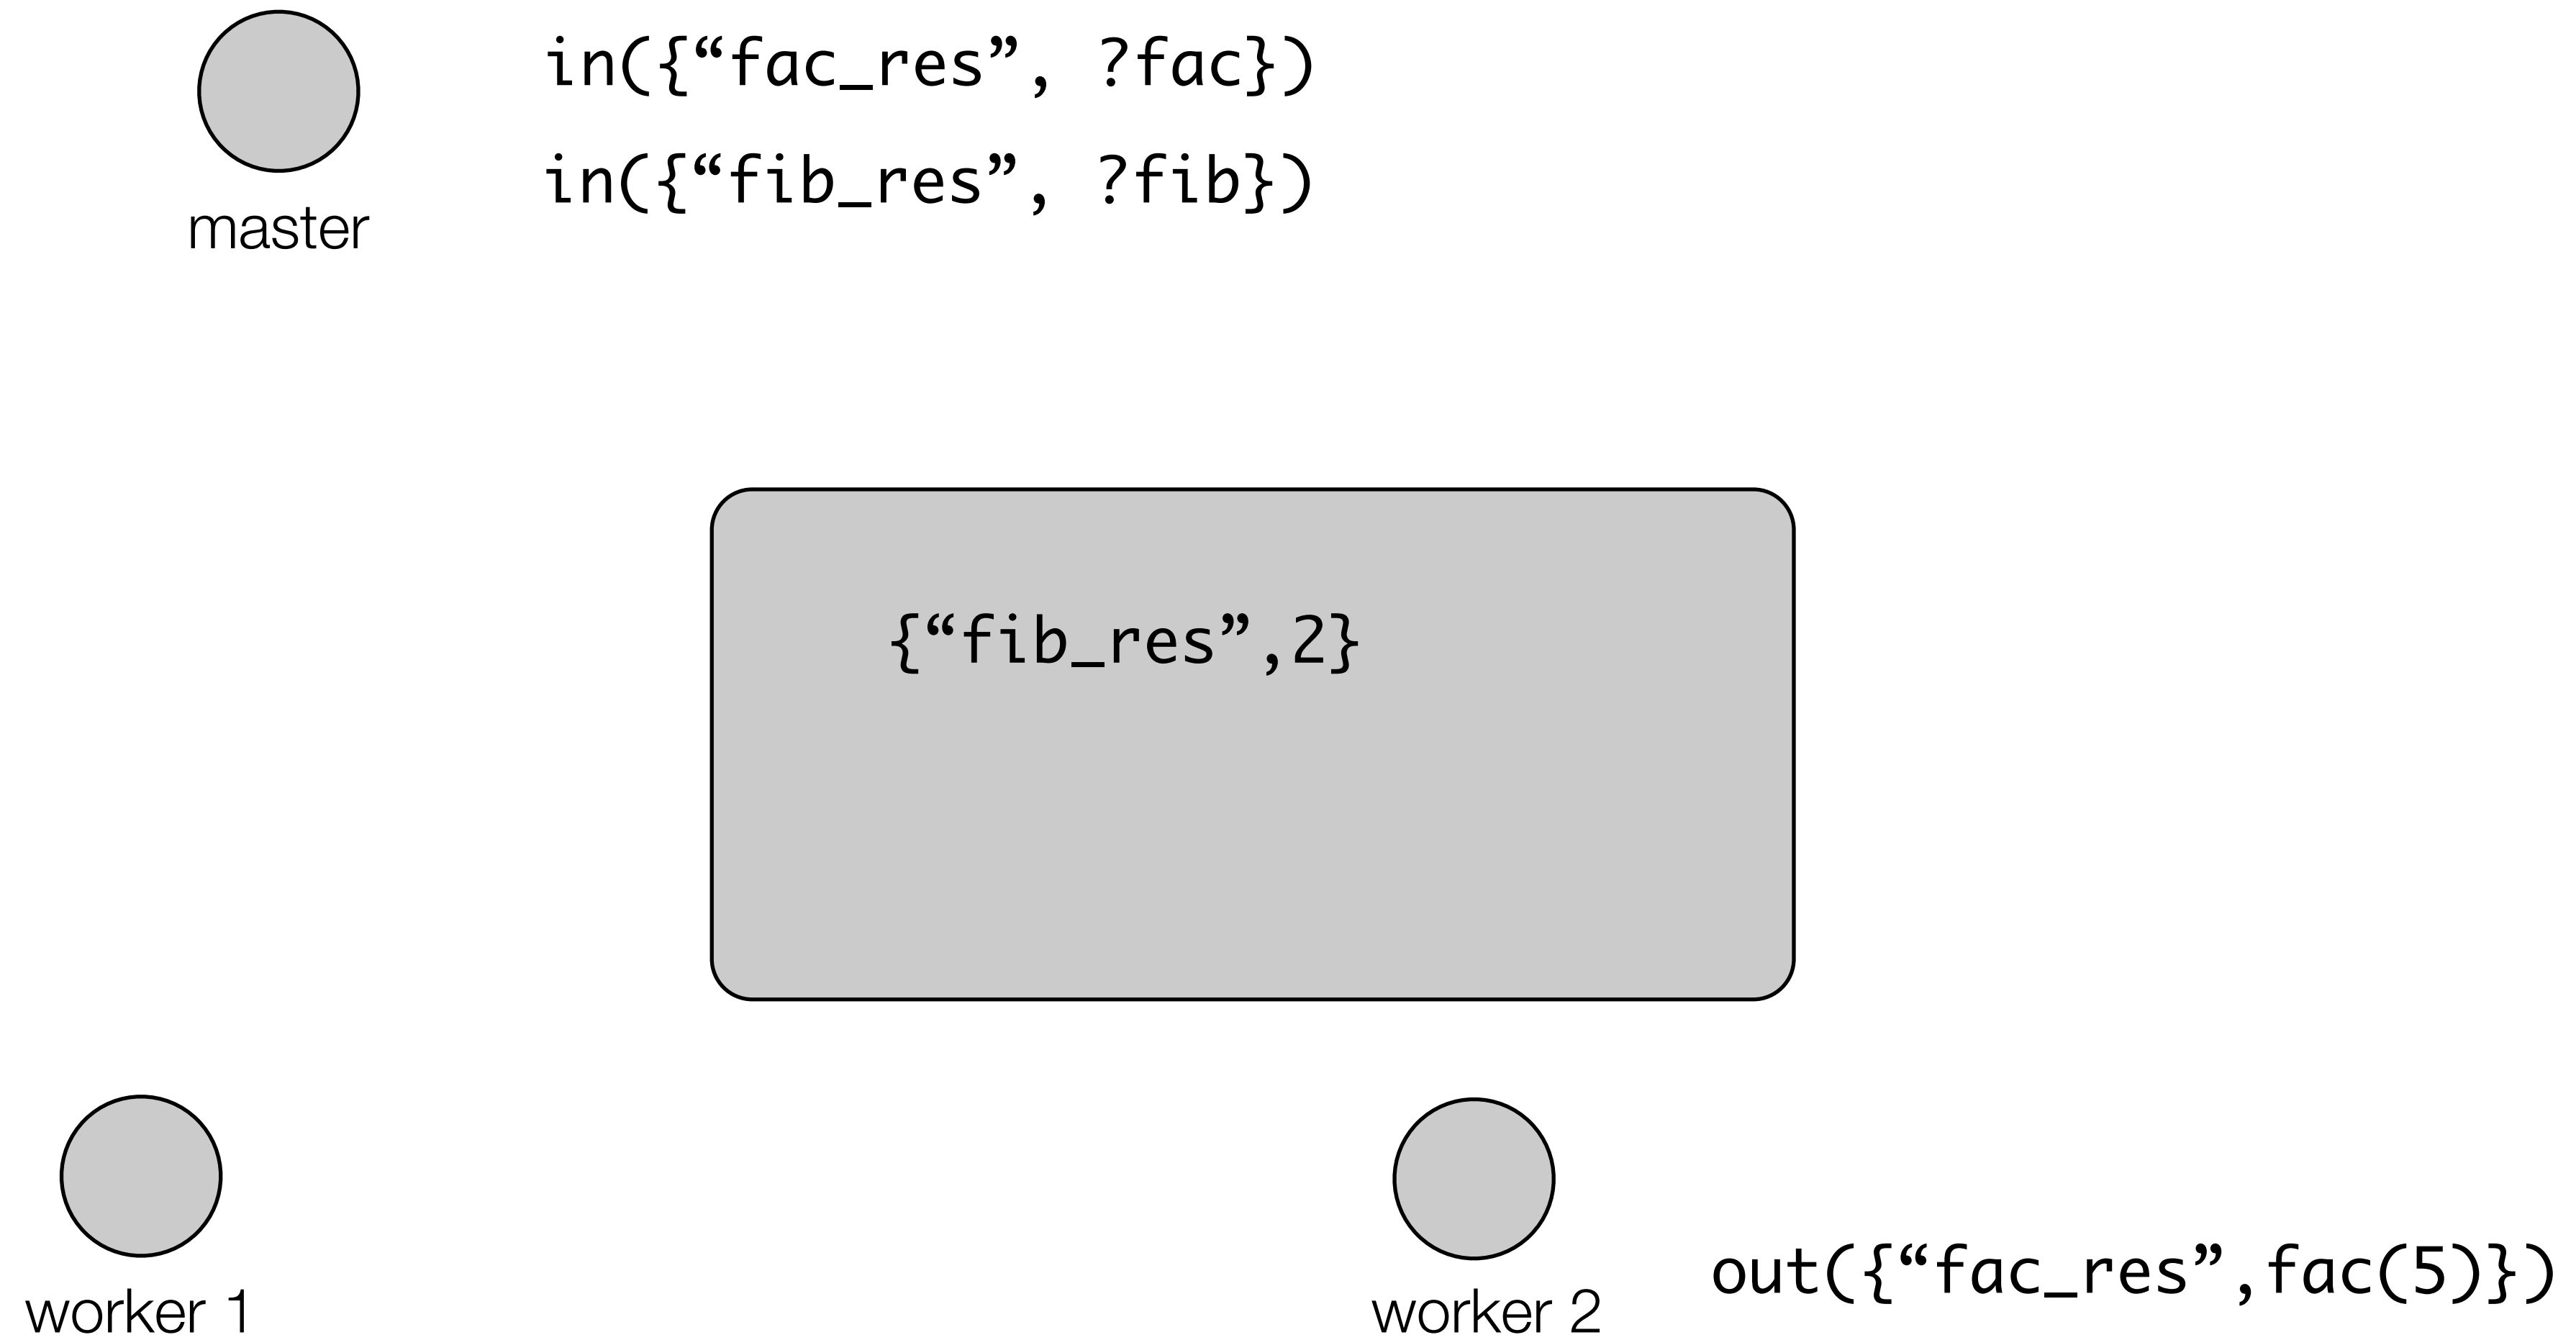 in({“fac_res”, ?fac})
in({“fib_res”, ?fib})
master
{“fib_res”,2}
worker 1
worker 2
out({“fac_res”,fac(5)})